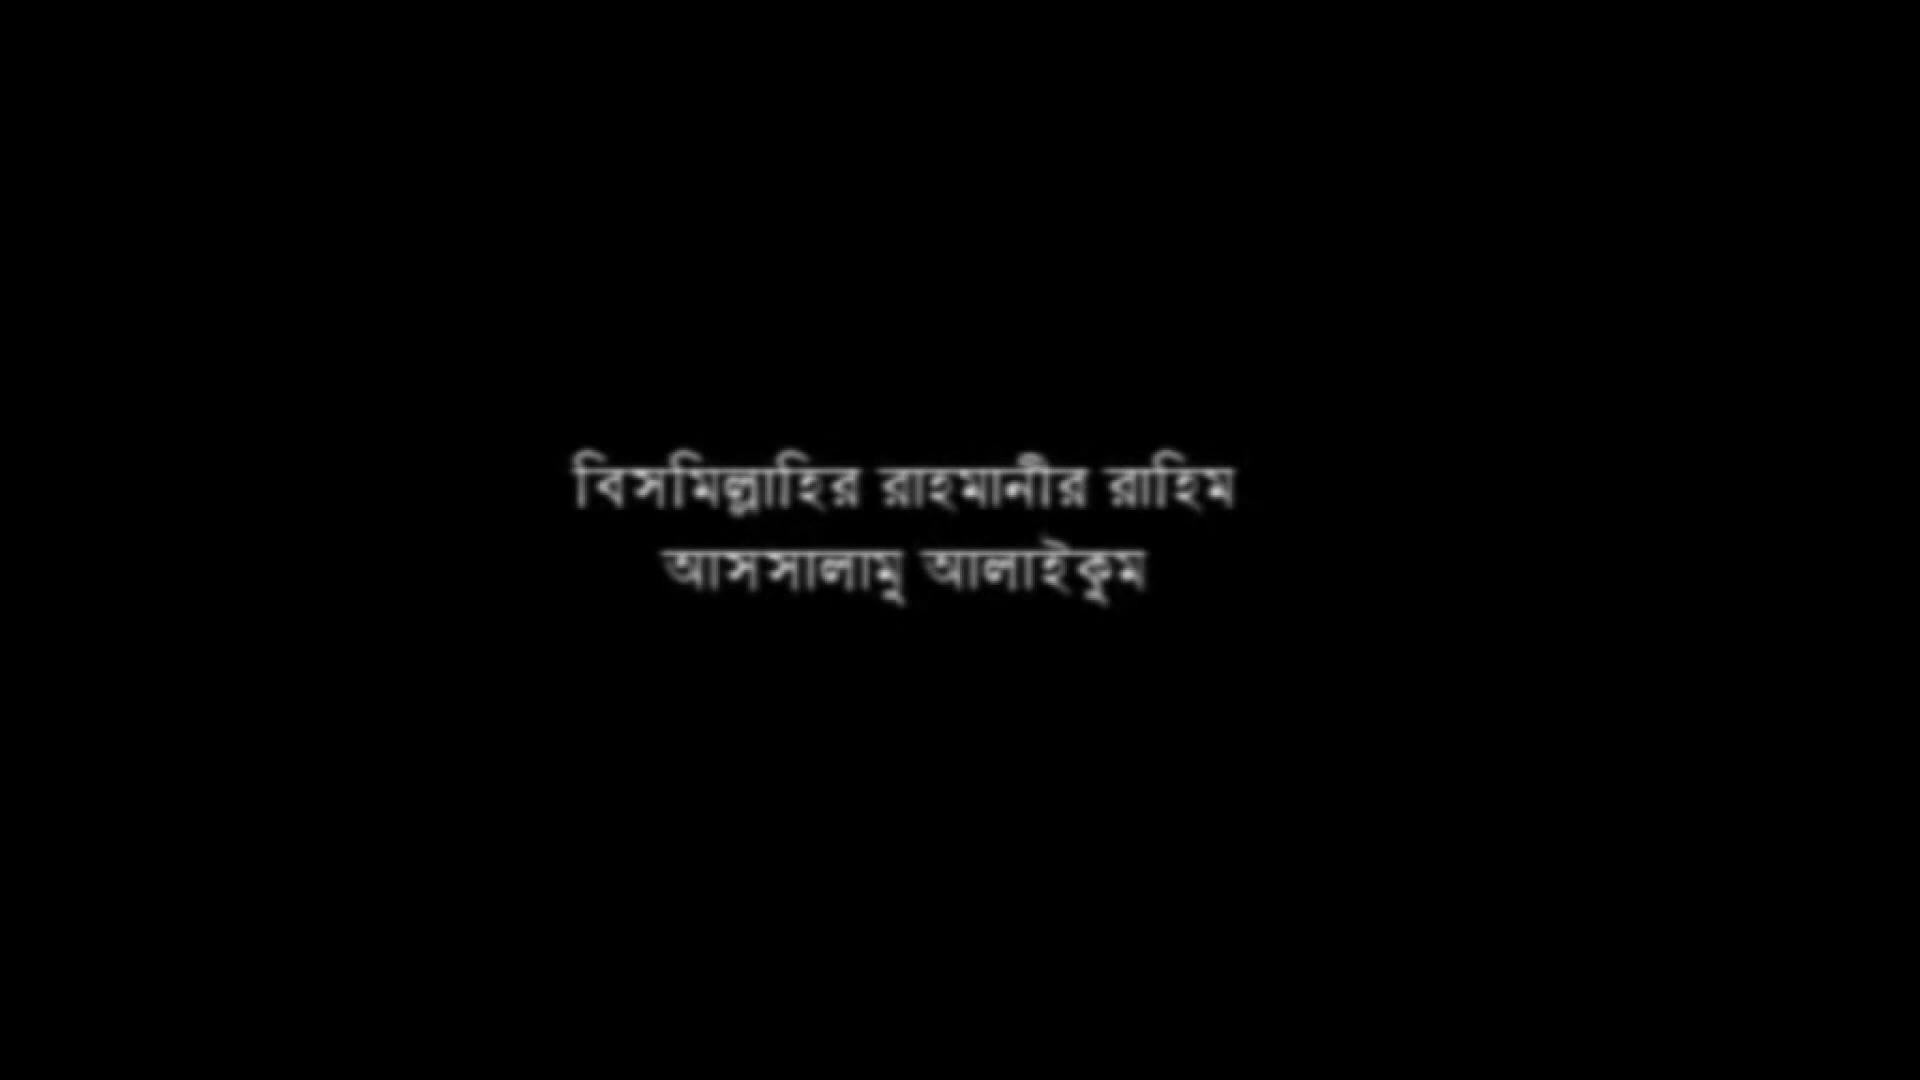 বিসমিল্লাহির রাহমানীর রাহিম
আসসালামু আলাইকুম